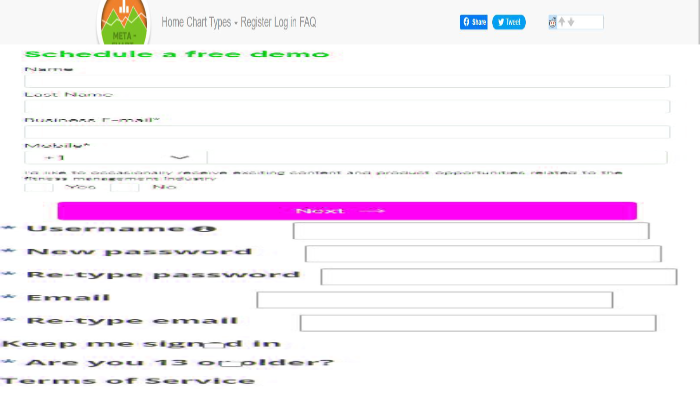 META -
Home Chart Types Register Log in FAQ
Share
Tweet
Schedule a free demo
Name
Last Name
Business E-mail*
Mobile*
+1
I'd like to occasionally receive exciting content and product opportunities related to the
fitness management industry
Yes No
Next →
* Username
* New password
* Re-type password
* Email
* Re-type email
Keep me signed in
* Are you 13 or older?
Terms of Service